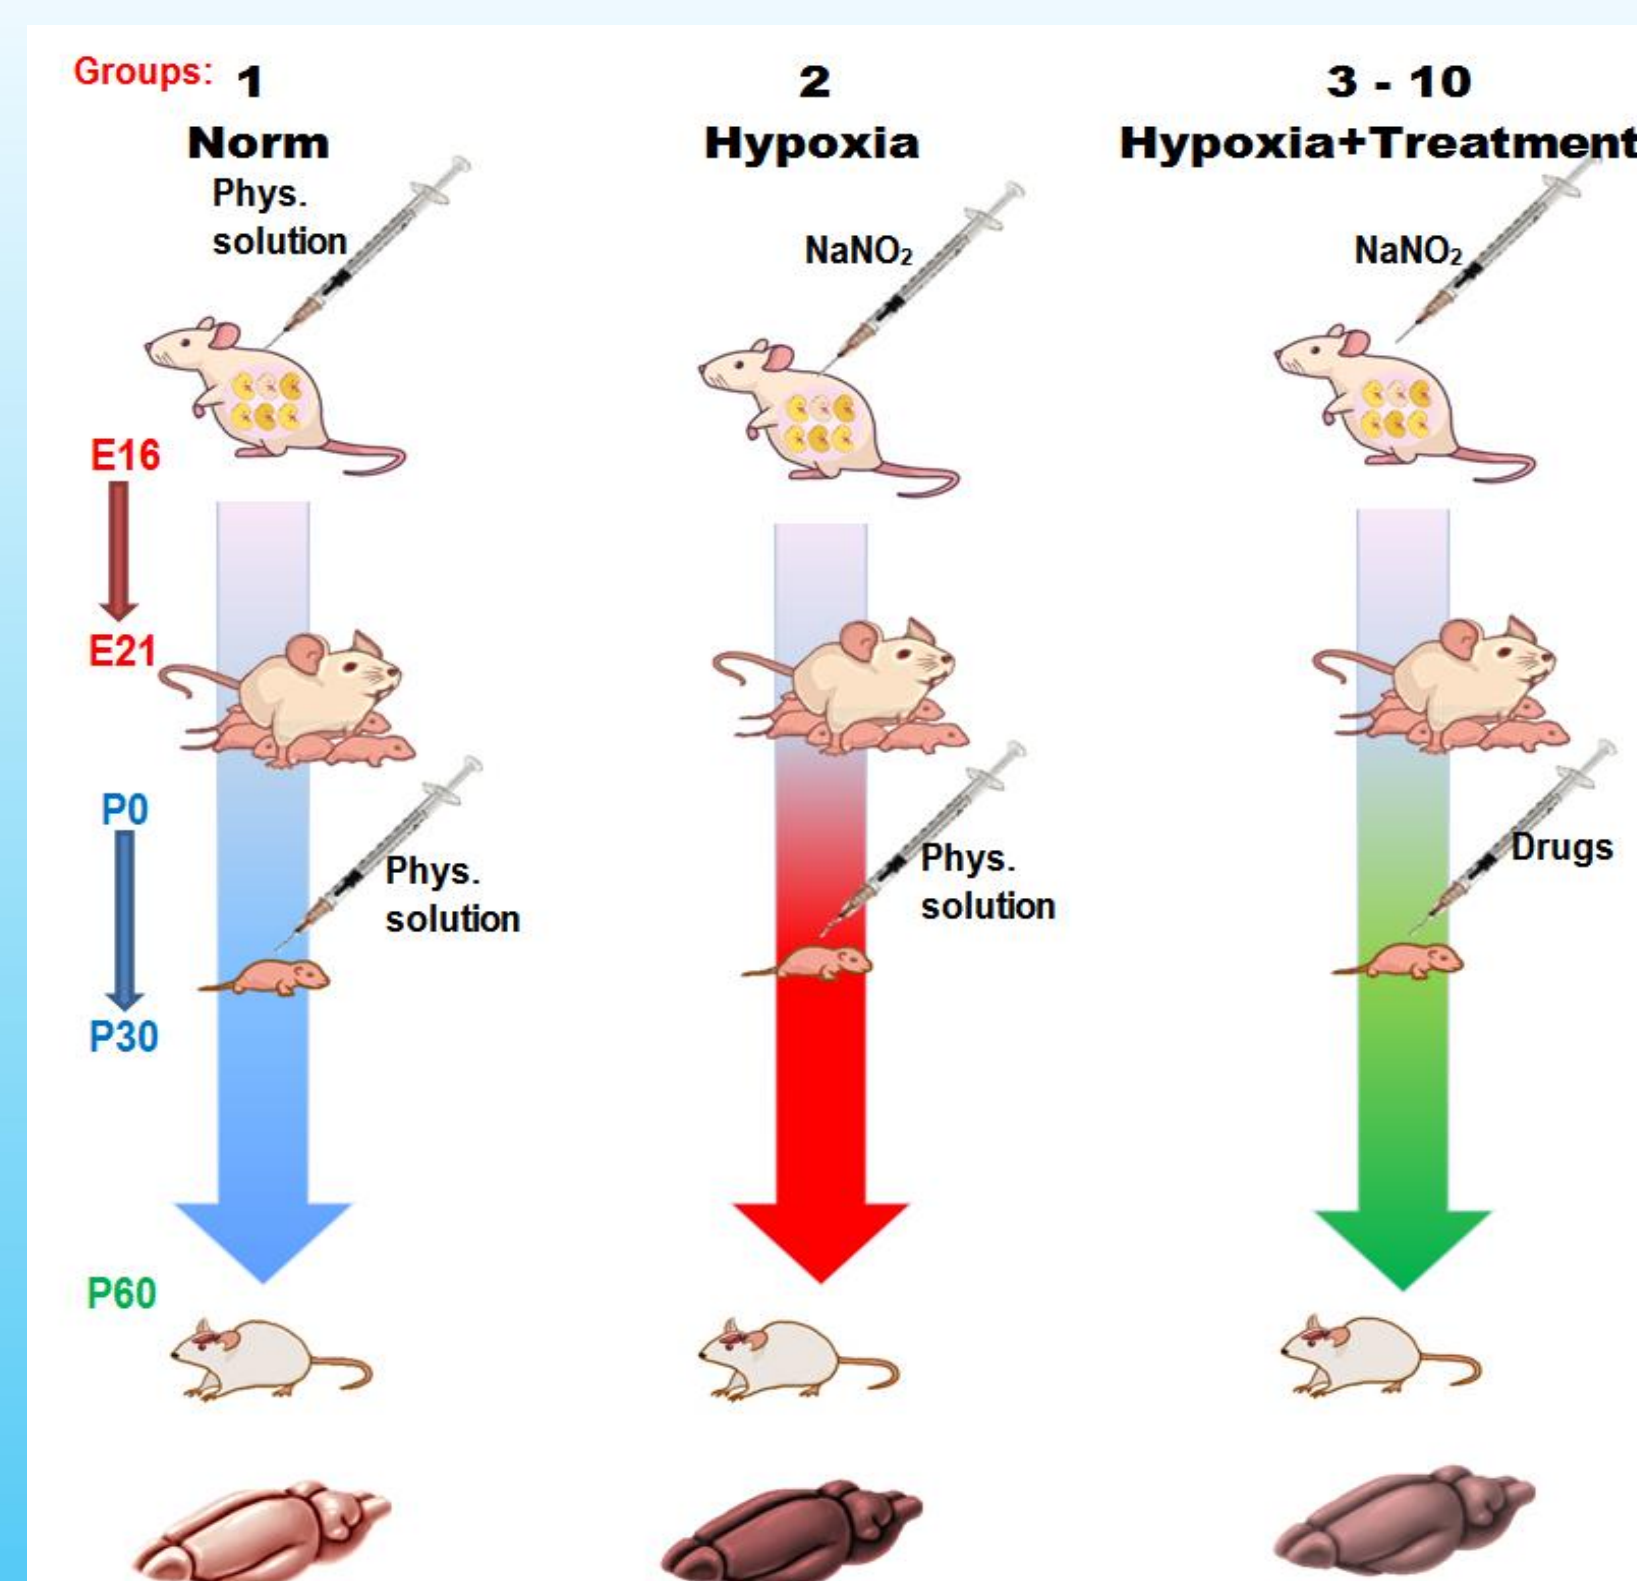 Groups: 1 2 3 - 10
Norm Hypoxia Hypoxia+Treatment
Phys.
solution
NaNO₂
NaNO₂
E16
E21
P0
Phys.
solution
Phys.
solution
Drugs
P30
P60